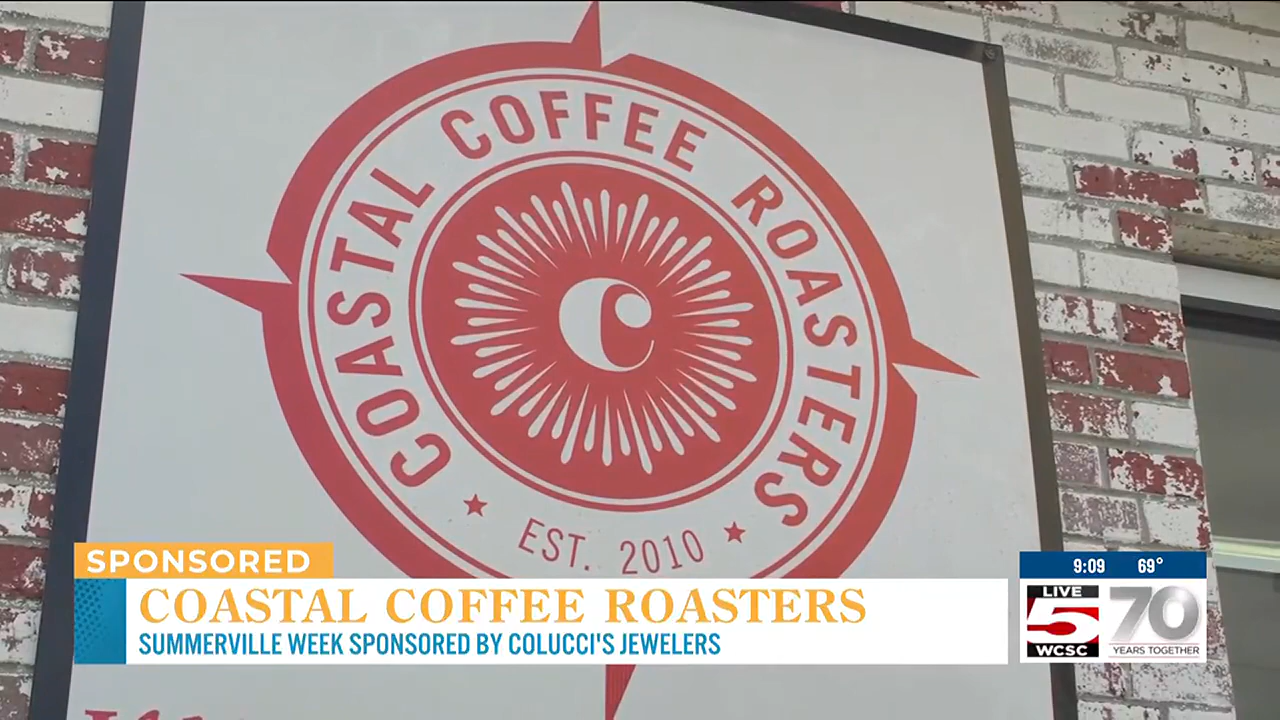 COASTAL COFFEE ROASTERS
C
EST. 2010
SPONSORED
COASTAL COFFEE ROASTERS
SUMMERVILLE WEEK SPONSORED BY COLUCCI'S JEWELERS
9:09 69°
LIVE
5
WCSC
70
YEARS TOGETHER